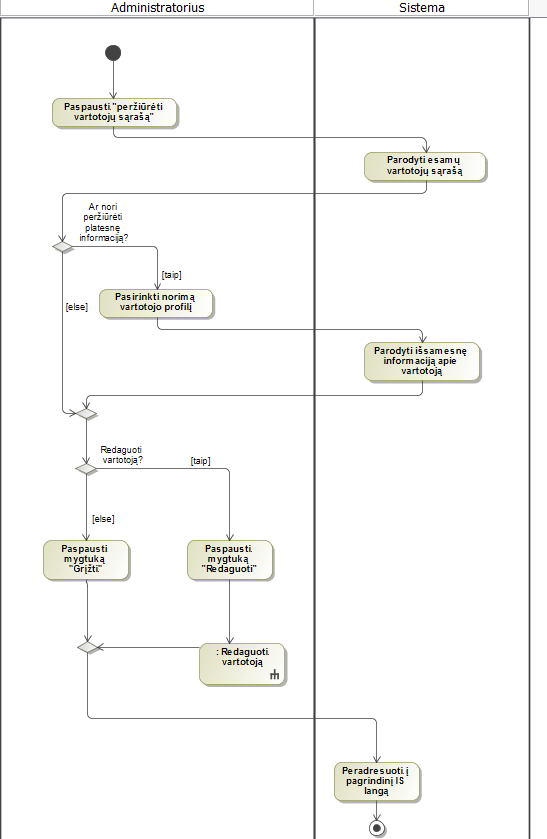 Administratorius
Sistema
Paspausti."peržiūrėti
vartotojų sąrašą"
Parodyti esamų
vartotojų sąrašą
Ar nori
peržiūrėti
platesnę
informaciją?
[taip]
Pasirinkti norimą
vartotojo profilį
[else]
Parodyti išsamesnę
informaciją apie
vartotoją
Redaguoti
vartotoją?
[taip]
[else]
Paspausti
mygtuką
"Grįžti."
Paspausti.
mygtuką
"Redaguoti"
: Redaguoti.
vartotoją
Peradresuoti.į
pagrindinį IS
langą